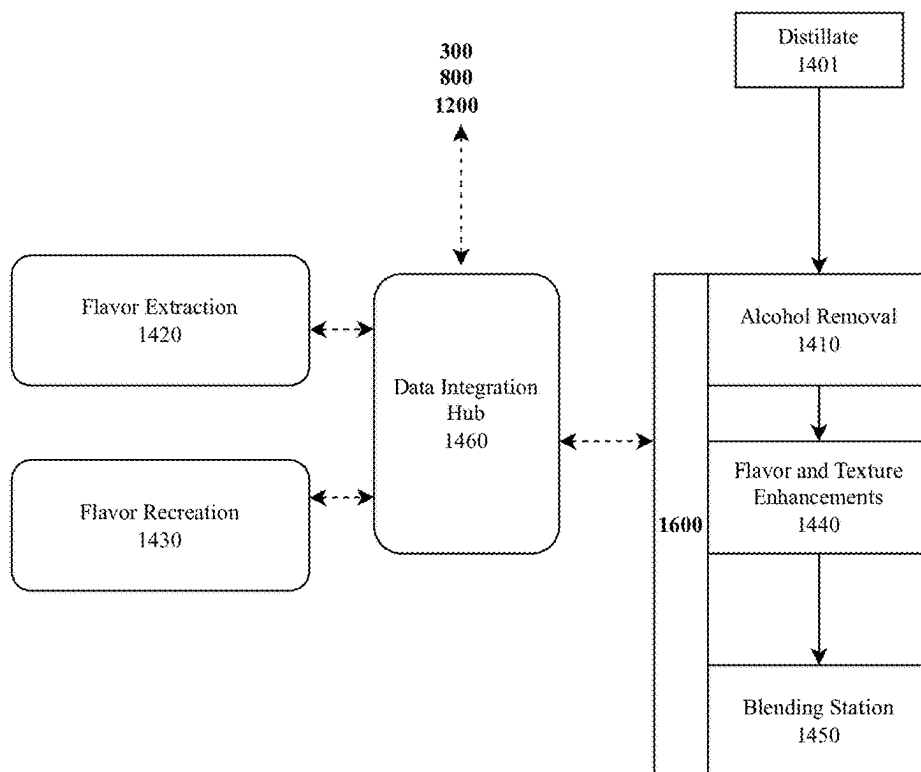 Distillate
1401
300
800
1200
Flavor Extraction
1420
Data Integration
Hub
1460
Flavor Recreation
1430
1600
Alcohol Removal
1410
Flavor and Texture
Enhancements
1440
Blending Station
1450